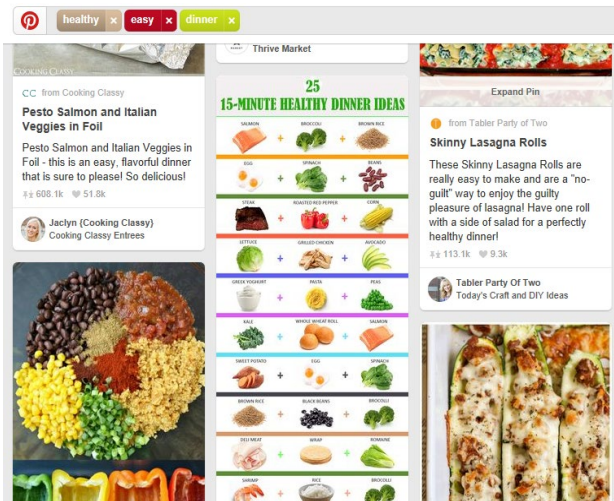 healthy x easy x dinner x
COOKING CLASSY
CC from Cooking Classy
Pesto Salmon and Italian
Veggies in Foil
Pesto Salmon and Italian Veggies in
Foil - this is an easy, flavorful dinner
that is sure to please! So delicious!
608.1k 51.8k
Jaclyn {Cooking Classy}
Cooking Classy Entrees
Thrive Market
25
15-MINUTE HEALTHY DINNER IDEAS
SALMON + BROCCOLI + BROWN RICE
EGG + SPINACH + BEANS
STEAK + ROASTED RED PEPPER + CORN
LETTUCE + GRILLED CHICKEN + AVOCADO
GREEK YOGHURT + PASTA + PEAS
KALE + WHOLE WHEAT ROLL + SALMON
SWEET POTATO + EGG + SPINACH
BROWN RICE + BLACK BEANS + BROCCOLI
DELI MEAT + WRAP + ROMAINE
SHRIMP + RICE + BROCCOLI
Expand Pin
from Tabler Party of Two
Skinny Lasagna Rolls
These Skinny Lasagna Rolls are
really easy to make and are a "no-
guilt" way to enjoy the guilty
pleasure of lasagna! Have one roll
with a side of salad for a perfectly
healthy dinner!
113.1k 9.3k
Tabler Party Of Two
Today's Craft and DIY Ideas